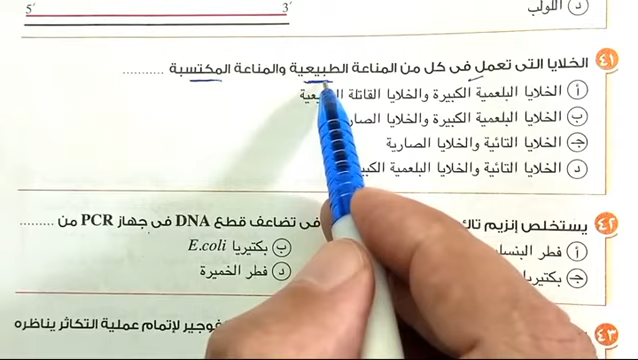 د اللولب
5′ 3′
٤١ الخلايا التى تعمل فى كل من المناعة الطبيعية والمناعة المكتسبة ............
أ الخلايا البلعمية الكبيرة والخلايا القاتلة الطبيعية
ب الخلايا البلعمية الكبيرة والخلايا
ج الخلايا التائية والخلايا الصارية
د الخلايا التائية والخلايا البلعمية
٤٢ يستخلص إنزيم فى تضاعف قطع DNA فى جهاز PCR من ..........
أ فطر
ب بكتيريا E.coli
ج بكتيريا
د فطر الخميرة
٤٣ لإتمام عملية التكاثر يناظره